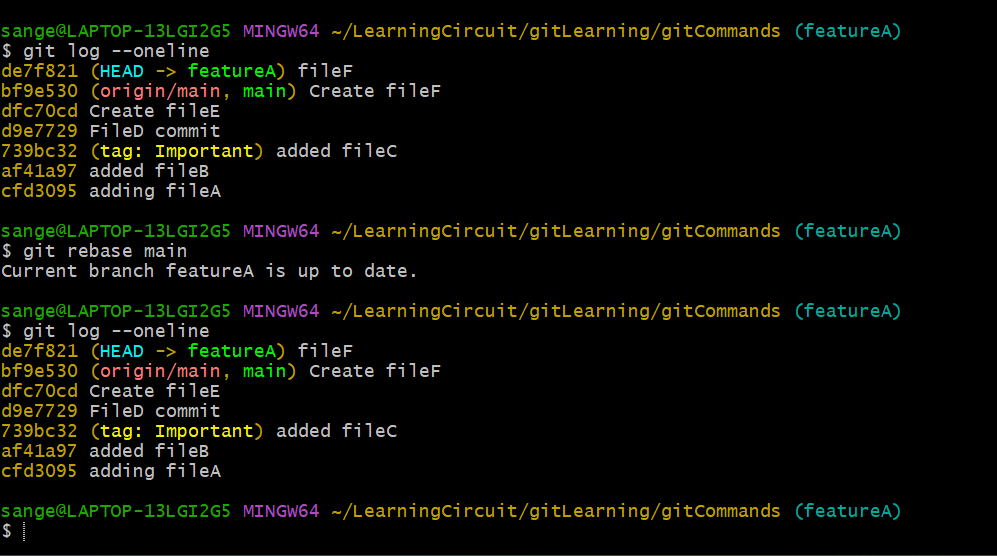 sange@LAPTOP-13LGI2G5 MINGW64 ~/LearningCircuit/gitLearning/gitCommands (featureA)
$ git log --oneline
de7f821 (HEAD -> featureA) fileF
bf9e530 (origin/main, main) Create fileF
dfc70cd Create fileE
d9e7729 FileD commit
739bc32 (tag: Important) added fileC
af41a97 added fileB
cfd3095 adding fileA
sange@LAPTOP-13LGI2G5 MINGW64 ~/LearningCircuit/gitLearning/gitCommands (featureA)
$ git rebase main
Current branch featureA is up to date.
sange@LAPTOP-13LGI2G5 MINGW64 ~/LearningCircuit/gitLearning/gitCommands (featureA)
$ git log --oneline
de7f821 (HEAD -> featureA) fileF
bf9e530 (origin/main, main) Create fileF
dfc70cd Create fileE
d9e7729 FileD commit
739bc32 (tag: Important) added fileC
af41a97 added fileB
cfd3095 adding fileA
sange@LAPTOP-13LGI2G5 MINGW64 ~/LearningCircuit/gitLearning/gitCommands (featureA)
$